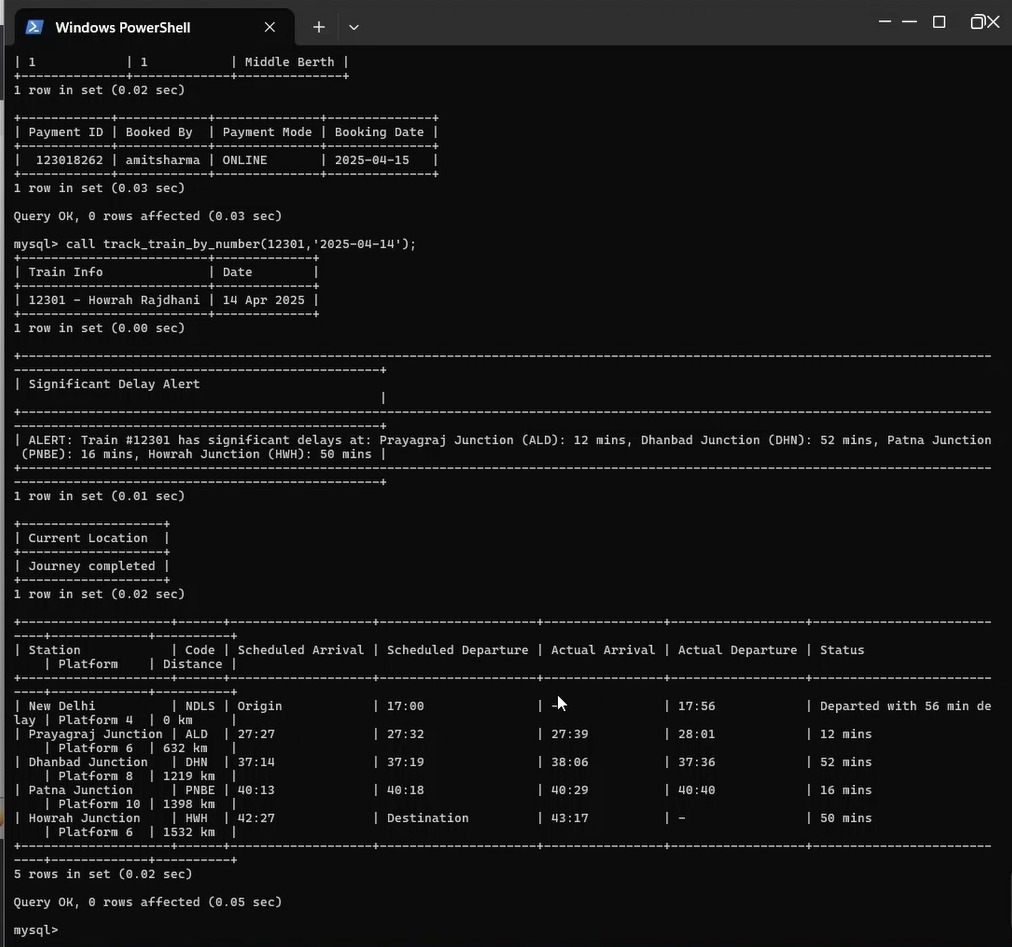 Windows PowerShell
| 1            | 1           | Middle Berth |
+--------------+-------------+--------------+
1 row in set (0.02 sec)
+------------+------------+--------------+--------------+
| Payment ID | Booked By  | Payment Mode | Booking Date |
+------------+------------+--------------+--------------+
|  123018262 | amitsharma | ONLINE       | 2025-04-15   |
+------------+------------+--------------+--------------+
1 row in set (0.03 sec)
Query OK, 0 rows affected (0.03 sec)
mysql> call track_train_by_number(12301,'2025-04-14');
+-------------------------+-------------+
| Train Info              | Date        |
+-------------------------+-------------+
| 12301 - Howrah Rajdhani | 14 Apr 2025 |
+-------------------------+-------------+
1 row in set (0.00 sec)
+----------------------------------------------------------------------------------------------------------------------------------
------------------------------------------------+
| Significant Delay Alert
                                                |
+----------------------------------------------------------------------------------------------------------------------------------
------------------------------------------------+
| ALERT: Train #12301 has significant delays at: Prayagraj Junction (ALD): 12 mins, Dhanbad Junction (DHN): 52 mins, Patna Junction
 (PNBE): 16 mins, Howrah Junction (HWH): 50 mins |
+----------------------------------------------------------------------------------------------------------------------------------
------------------------------------------------+
1 row in set (0.01 sec)
+-------------------+
| Current Location  |
+-------------------+
| Journey completed |
+-------------------+
1 row in set (0.02 sec)
+--------------------+------+-------------------+---------------------+----------------+------------------+------------------------
----+-------------+----------+
| Station            | Code | Scheduled Arrival | Scheduled Departure | Actual Arrival | Actual Departure | Status
    | Platform    | Distance |
+--------------------+------+-------------------+---------------------+----------------+------------------+------------------------
----+-------------+----------+
| New Delhi          | NDLS | Origin            | 17:00               | -              | 17:56            | Departed with 56 min de
lay | Platform 4  | 0 km     |
| Prayagraj Junction | ALD  | 27:27             | 27:32               | 27:39          | 28:01            | 12 mins
    | Platform 6  | 632 km   |
| Dhanbad Junction   | DHN  | 37:14             | 37:19               | 38:06          | 37:36            | 52 mins
    | Platform 8  | 1219 km  |
| Patna Junction     | PNBE | 40:13             | 40:18               | 40:29          | 40:40            | 16 mins
    | Platform 10 | 1398 km  |
| Howrah Junction    | HWH  | 42:27             | Destination         | 43:17          | -                | 50 mins
    | Platform 6  | 1532 km  |
+--------------------+------+-------------------+---------------------+----------------+------------------+------------------------
----+-------------+----------+
5 rows in set (0.02 sec)
Query OK, 0 rows affected (0.05 sec)
mysql>